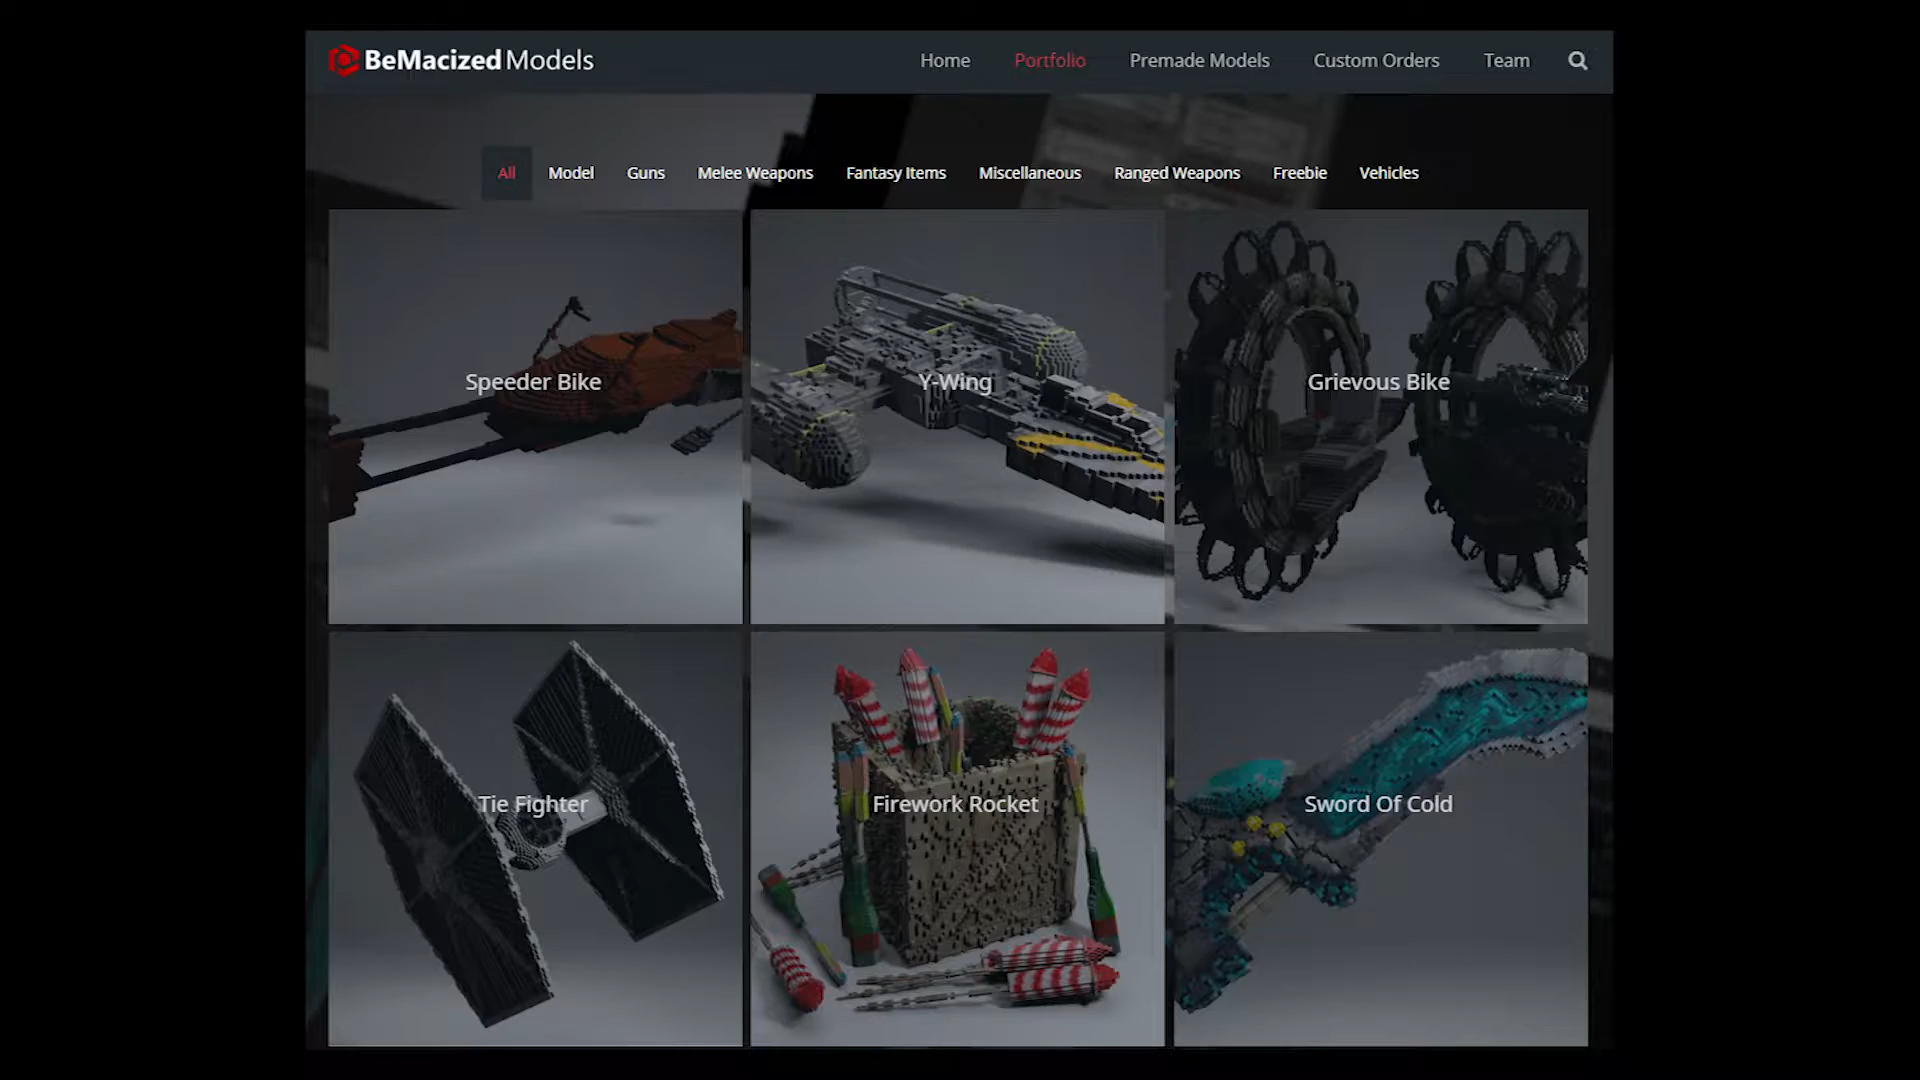 BeMacized Models Home Portfolio Premade Models Custom Orders Team
All Model Guns Melee Weapons Fantasy Items Miscellaneous Ranged Weapons Freebie Vehicles
Speeder Bike Y-Wing Grievous Bike
Tie Fighter Firework Rocket Sword Of Cold